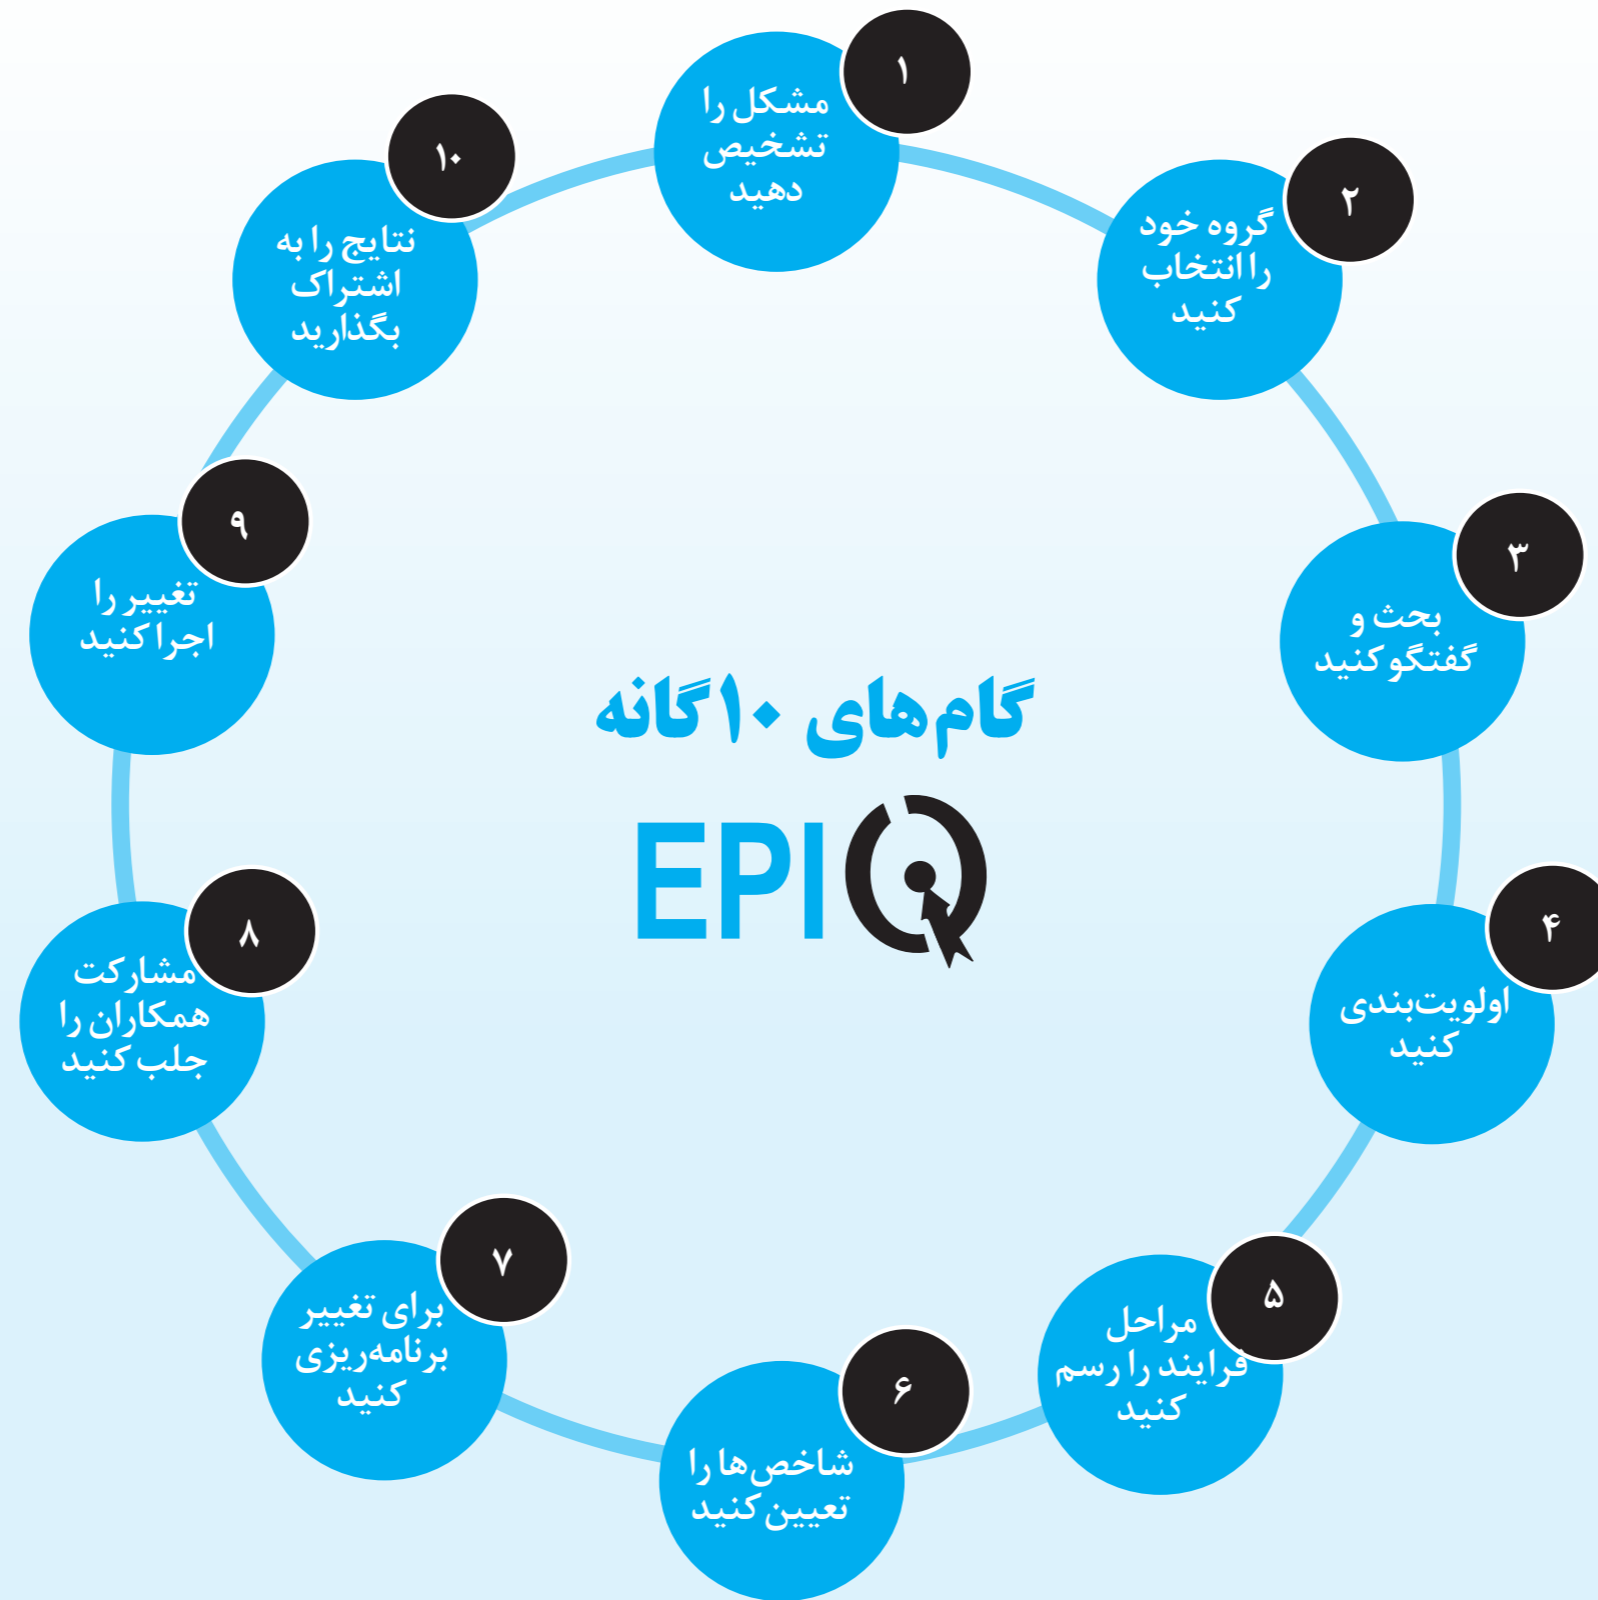 گام‌های ۱۰گانه
EPIQ
۱
مشکل را
تشخیص
دهید
۲
گروه خود
را انتخاب
کنید
۳
بحث و
گفتگو کنید
۴
اولویت‌بندی
کنید
۵
مراحل
فرایند را رسم
کنید
۶
شاخص‌ها را
تعیین کنید
۷
برای تغییر
برنامه‌ریزی
کنید
۸
مشارکت
همکاران را
جلب کنید
۹
تغییر را
اجرا کنید
۱۰
نتایج را به
اشتراک
بگذارید